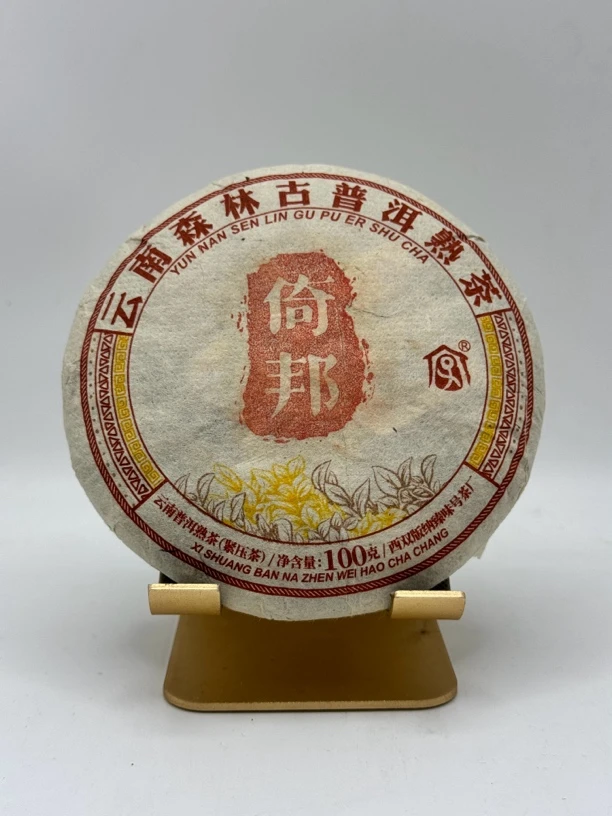 云南森林古普洱熟茶
YUN NAN SEN LIN GU PU ER SHU CHA
倚邦
®
云南普洱熟茶(紧压茶)/净含量:100克/西双版纳臻味号茶厂
XI SHUANG BAN NA ZHEN WEI HAO CHA CHANG